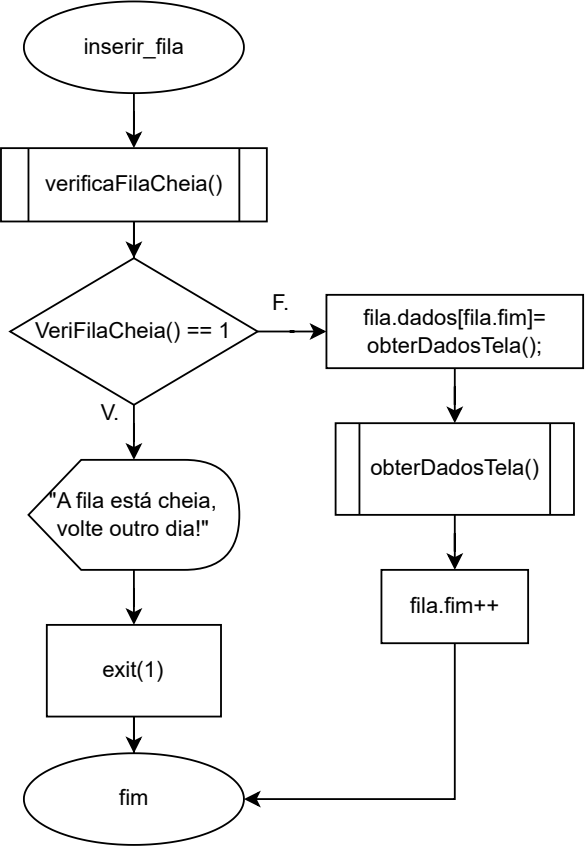 inserir_fila
verificaFilaCheia()
VeriFilaCheia() == 1
F.
V.
fila.dados[fila.fim]=
obterDadosTela();
obterDadosTela()
fila.fim++
"A fila está cheia,
volte outro dia!"
exit(1)
fim